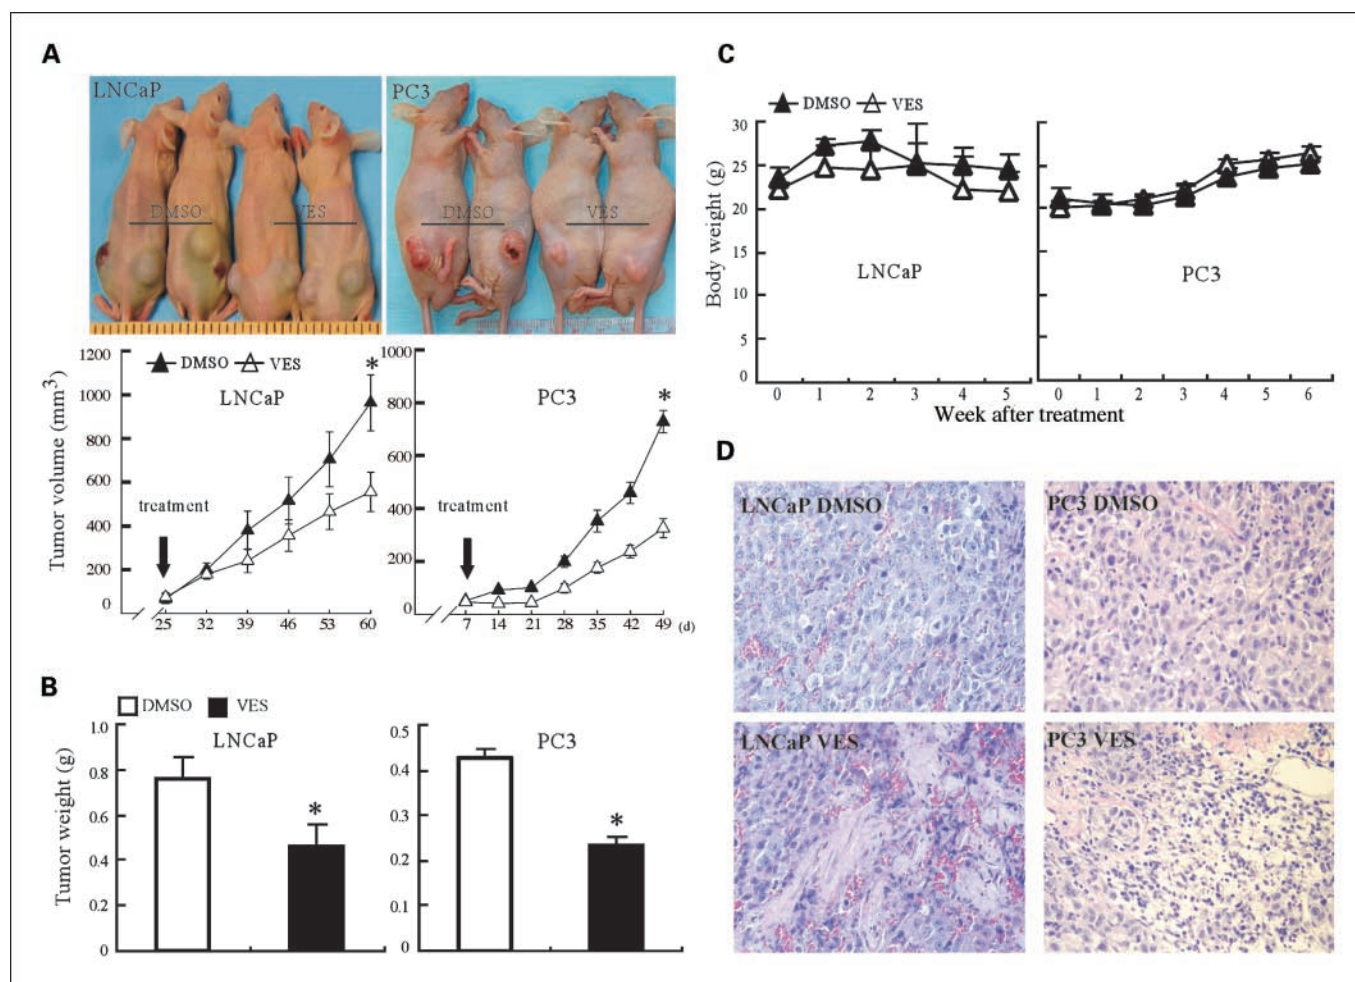 A
LNCaP
DMSO
VES
PC3
DMSO
VES
Tumor volume (mm³)
1200
1000
800
600
400
200
0
DMSO VES
LNCaP
*
treatment
25 32 39 46 53 60
1000
800
600
400
200
0
PC3
*
treatment
7 14 21 28 35 42 49 (d)
B
DMSO VES
Tumor weight (g)
1.0
0.8
0.6
0.4
0.2
0
LNCaP
*
0.5
0.4
0.3
0.2
0.1
0
PC3
*
C
DMSO VES
Body weight (g)
30
25
20
15
10
5
0
LNCaP
0 1 2 3 4 5
PC3
0 1 2 3 4 5 6
Week after treatment
D
LNCaP DMSO
PC3 DMSO
LNCaP VES
PC3 VES